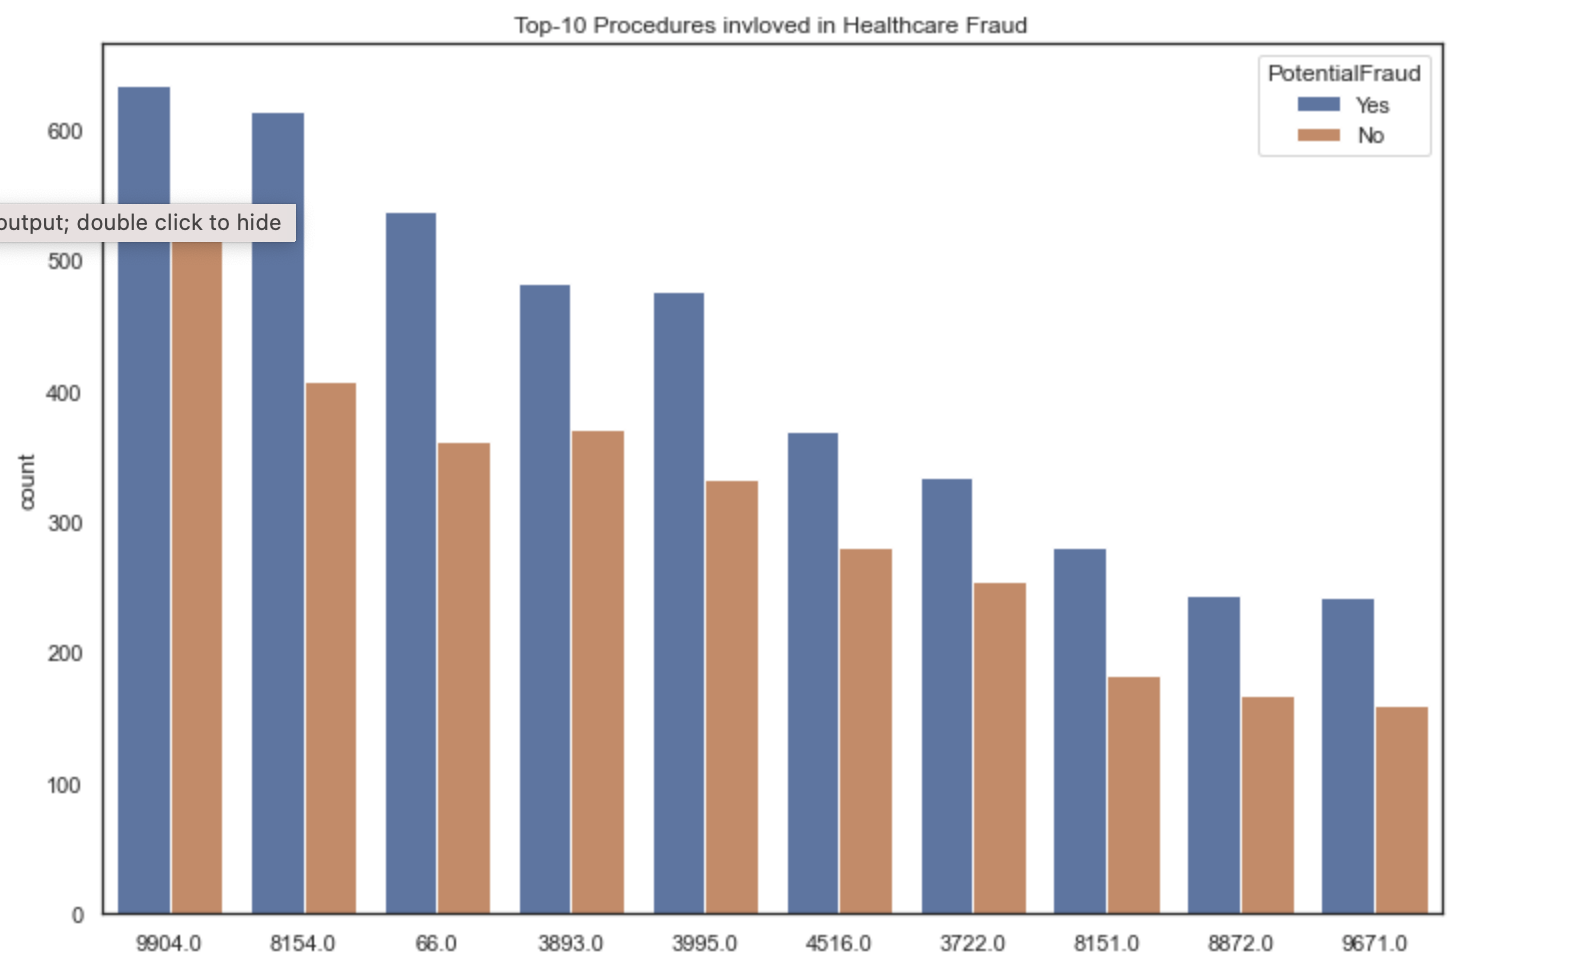 Top-10 Procedures invloved in Healthcare Fraud
PotentialFraud
Yes
No
600
output; double click to hide
500
400
count
300
200
100
0
9904.0 8154.0 66.0 3893.0 3995.0 4516.0 3722.0 8151.0 8872.0 9671.0